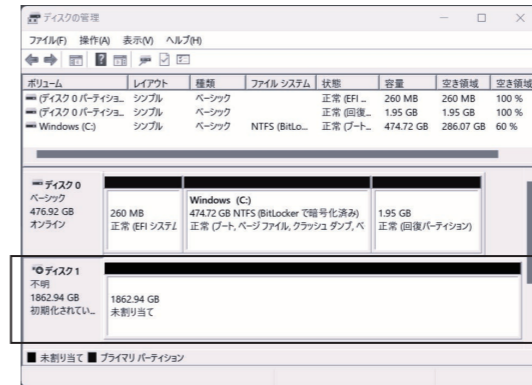 ディスクの管理
ファイル(F) 操作(A) 表示(V) ヘルプ(H)
ボリューム レイアウト 種類 ファイル システム 状態 容量 空き領域 空き領域
(ディスク 0 パーティショ... シンプル ベーシック 正常 (EFI ... 260 MB 260 MB 100 %
(ディスク 0 パーティショ... シンプル ベーシック 正常 (回復... 1.95 GB 1.95 GB 100 %
Windows (C:) シンプル ベーシック NTFS (BitLo... 正常 (ブート... 474.72 GB 286.07 GB 60 %
ディスク 0
ベーシック
476.92 GB
オンライン
260 MB
正常 (EFI システム
Windows (C:)
474.72 GB NTFS (BitLocker で暗号化済み)
正常 (ブート, ページ ファイル, クラッシュ ダンプ, ベ
1.95 GB
正常 (回復パーティション)
ディスク 1
不明
1862.94 GB
初期化されてい...
1862.94 GB
未割り当て
未割り当て プライマリ パーティション